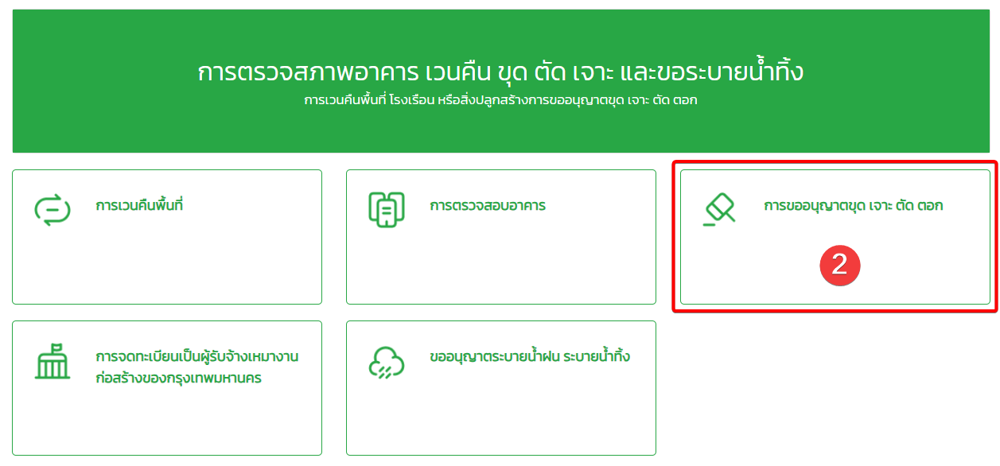 การตรวจสภาพอาคาร เวนคืน ขุด ตัด เจาะ และขอระบายน้ำทิ้ง
การเวนคืนพื้นที่ โรงเรือน หรือสิ่งปลูกสร้างการขออนุญาตขุด เจาะ ตัด ตอก
การเวนคืนพื้นที่
การตรวจสอบอาคาร
การขออนุญาตขุด เจาะ ตัด ตอก
2
การจดทะเบียนเป็นผู้รับจ้างเหมางาน
ก่อสร้างของกรุงเทพมหานคร
ขออนุญาตระบายน้ำฝน ระบายน้ำทิ้ง